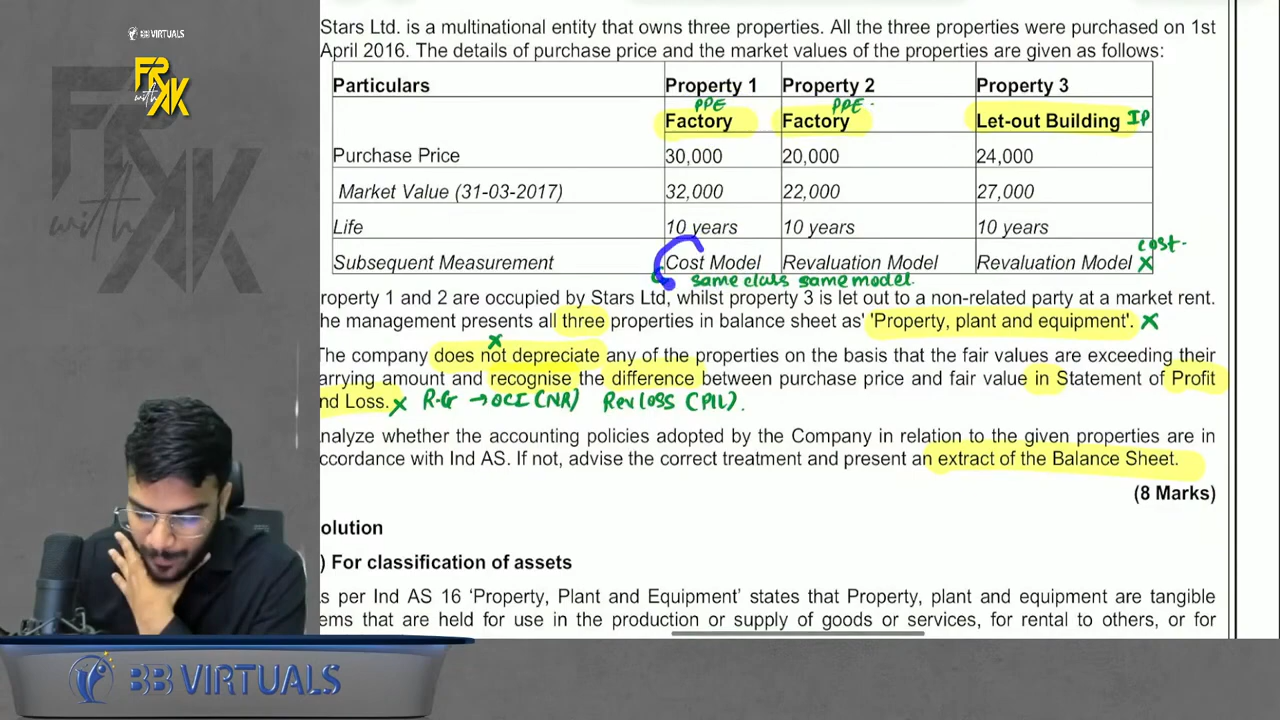 BB VIRTUALS
FR
with
AK
Stars Ltd. is a multinational entity that owns three properties. All the three properties were purchased on 1st
April 2016. The details of purchase price and the market values of the properties are given as follows:
Particulars Property 1 Property 2 Property 3
PPE PPE
Factory Factory Let-out Building IP
Purchase Price 30,000 20,000 24,000
Market Value (31-03-2017) 32,000 22,000 27,000
Life 10 years 10 years 10 years
cost
Subsequent Measurement Cost Model Revaluation Model Revaluation Model X
same class same model.
roperty 1 and 2 are occupied by Stars Ltd, whilst property 3 is let out to a non-related party at a market rent.
he management presents all three properties in balance sheet as' 'Property, plant and equipment'. X
X
The company does not depreciate any of the properties on the basis that the fair values are exceeding their
arrying amount and recognise the difference between purchase price and fair value in Statement of Profit
nd Loss. X R.G → OCI (NR) Rev loss (P/L).
nalyze whether the accounting policies adopted by the Company in relation to the given properties are in
ccordance with Ind AS. If not, advise the correct treatment and present an extract of the Balance Sheet.
(8 Marks)
olution
) For classification of assets
s per Ind AS 16 'Property, Plant and Equipment' states that Property, plant and equipment are tangible
ems that are held for use in the production or supply of goods or services, for rental to others, or for
BB VIRTUALS